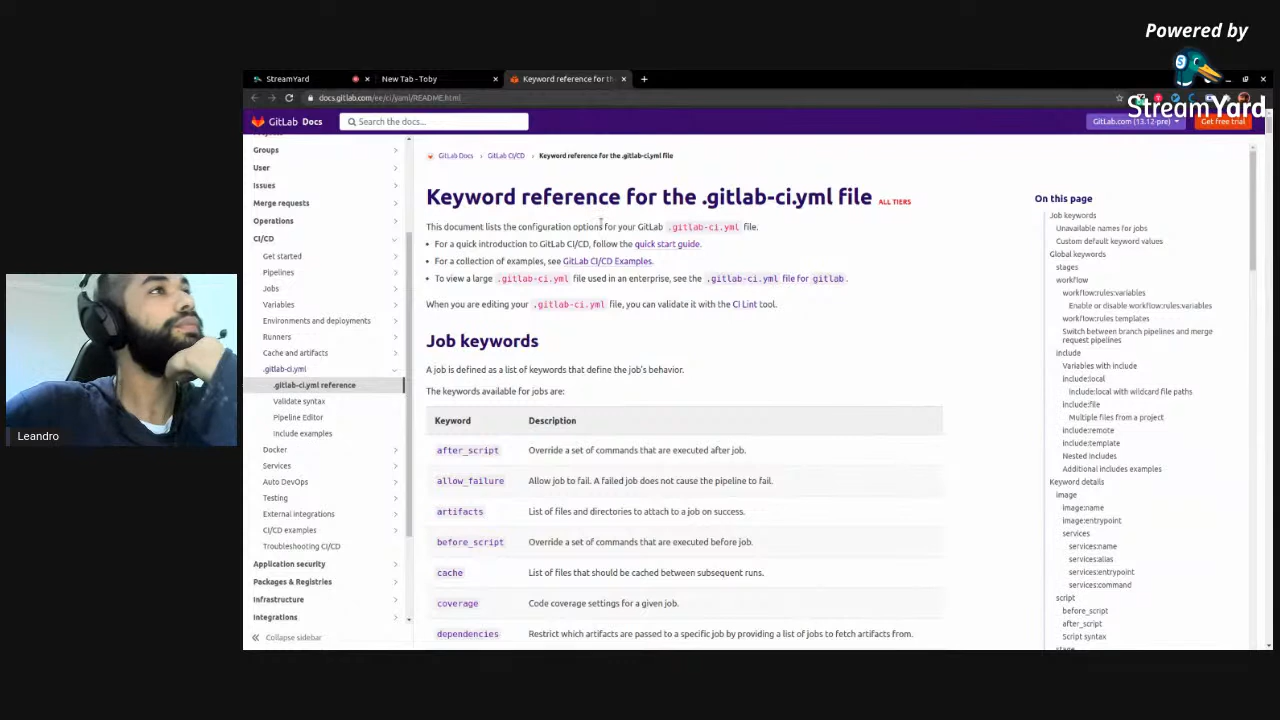 Powered by
StreamYard
StreamYard
New Tab - Toby
Keyword reference for th
docs.gitlab.com/ee/ci/yaml/README.html
GitLab Docs
Search the docs...
GitLab.com (13.12-pre)
Get free trial
Groups
User
Issues
Merge requests
Operations
CI/CD
Get started
Pipelines
Jobs
Variables
Environments and deployments
Runners
Cache and artifacts
.gitlab-ci.yml
.gitlab-ci.yml reference
Validate syntax
Pipeline Editor
Include examples
Docker
Services
Auto DevOps
Testing
External integrations
CI/CD examples
Troubleshooting CI/CD
Application security
Packages & Registries
Infrastructure
Integrations
Collapse sidebar
GitLab Docs › GitLab CI/CD › Keyword reference for the .gitlab-ci.yml file
Keyword reference for the .gitlab-ci.yml file ALL TIERS
This document lists the configuration options for your GitLab .gitlab-ci.yml file.
• For a quick introduction to GitLab CI/CD, follow the quick start guide.
• For a collection of examples, see GitLab CI/CD Examples.
• To view a large .gitlab-ci.yml file used in an enterprise, see the .gitlab-ci.yml file for gitlab.
When you are editing your .gitlab-ci.yml file, you can validate it with the CI Lint tool.
Job keywords
A job is defined as a list of keywords that define the job's behavior.
The keywords available for jobs are:
Keyword Description
after_script Override a set of commands that are executed after job.
allow_failure Allow job to fail. A failed job does not cause the pipeline to fail.
artifacts List of files and directories to attach to a job on success.
before_script Override a set of commands that are executed before job.
cache List of files that should be cached between subsequent runs.
coverage Code coverage settings for a given job.
dependencies Restrict which artifacts are passed to a specific job by providing a list of jobs to fetch artifacts from.
On this page
Job keywords
Unavailable names for jobs
Custom default keyword values
Global keywords
stages
workflow
workflow:rules:variables
Enable or disable workflow:rules:variables
workflow:rules templates
Switch between branch pipelines and merge
request pipelines
include
Variables with include
include:local
include:local with wildcard file paths
include:file
Multiple files from a project
include:remote
include:template
Nested includes
Additional includes examples
Keyword details
image
image:name
image:entrypoint
services
services:name
services:alias
services:entrypoint
services:command
script
before_script
after_script
Script syntax
Leandro